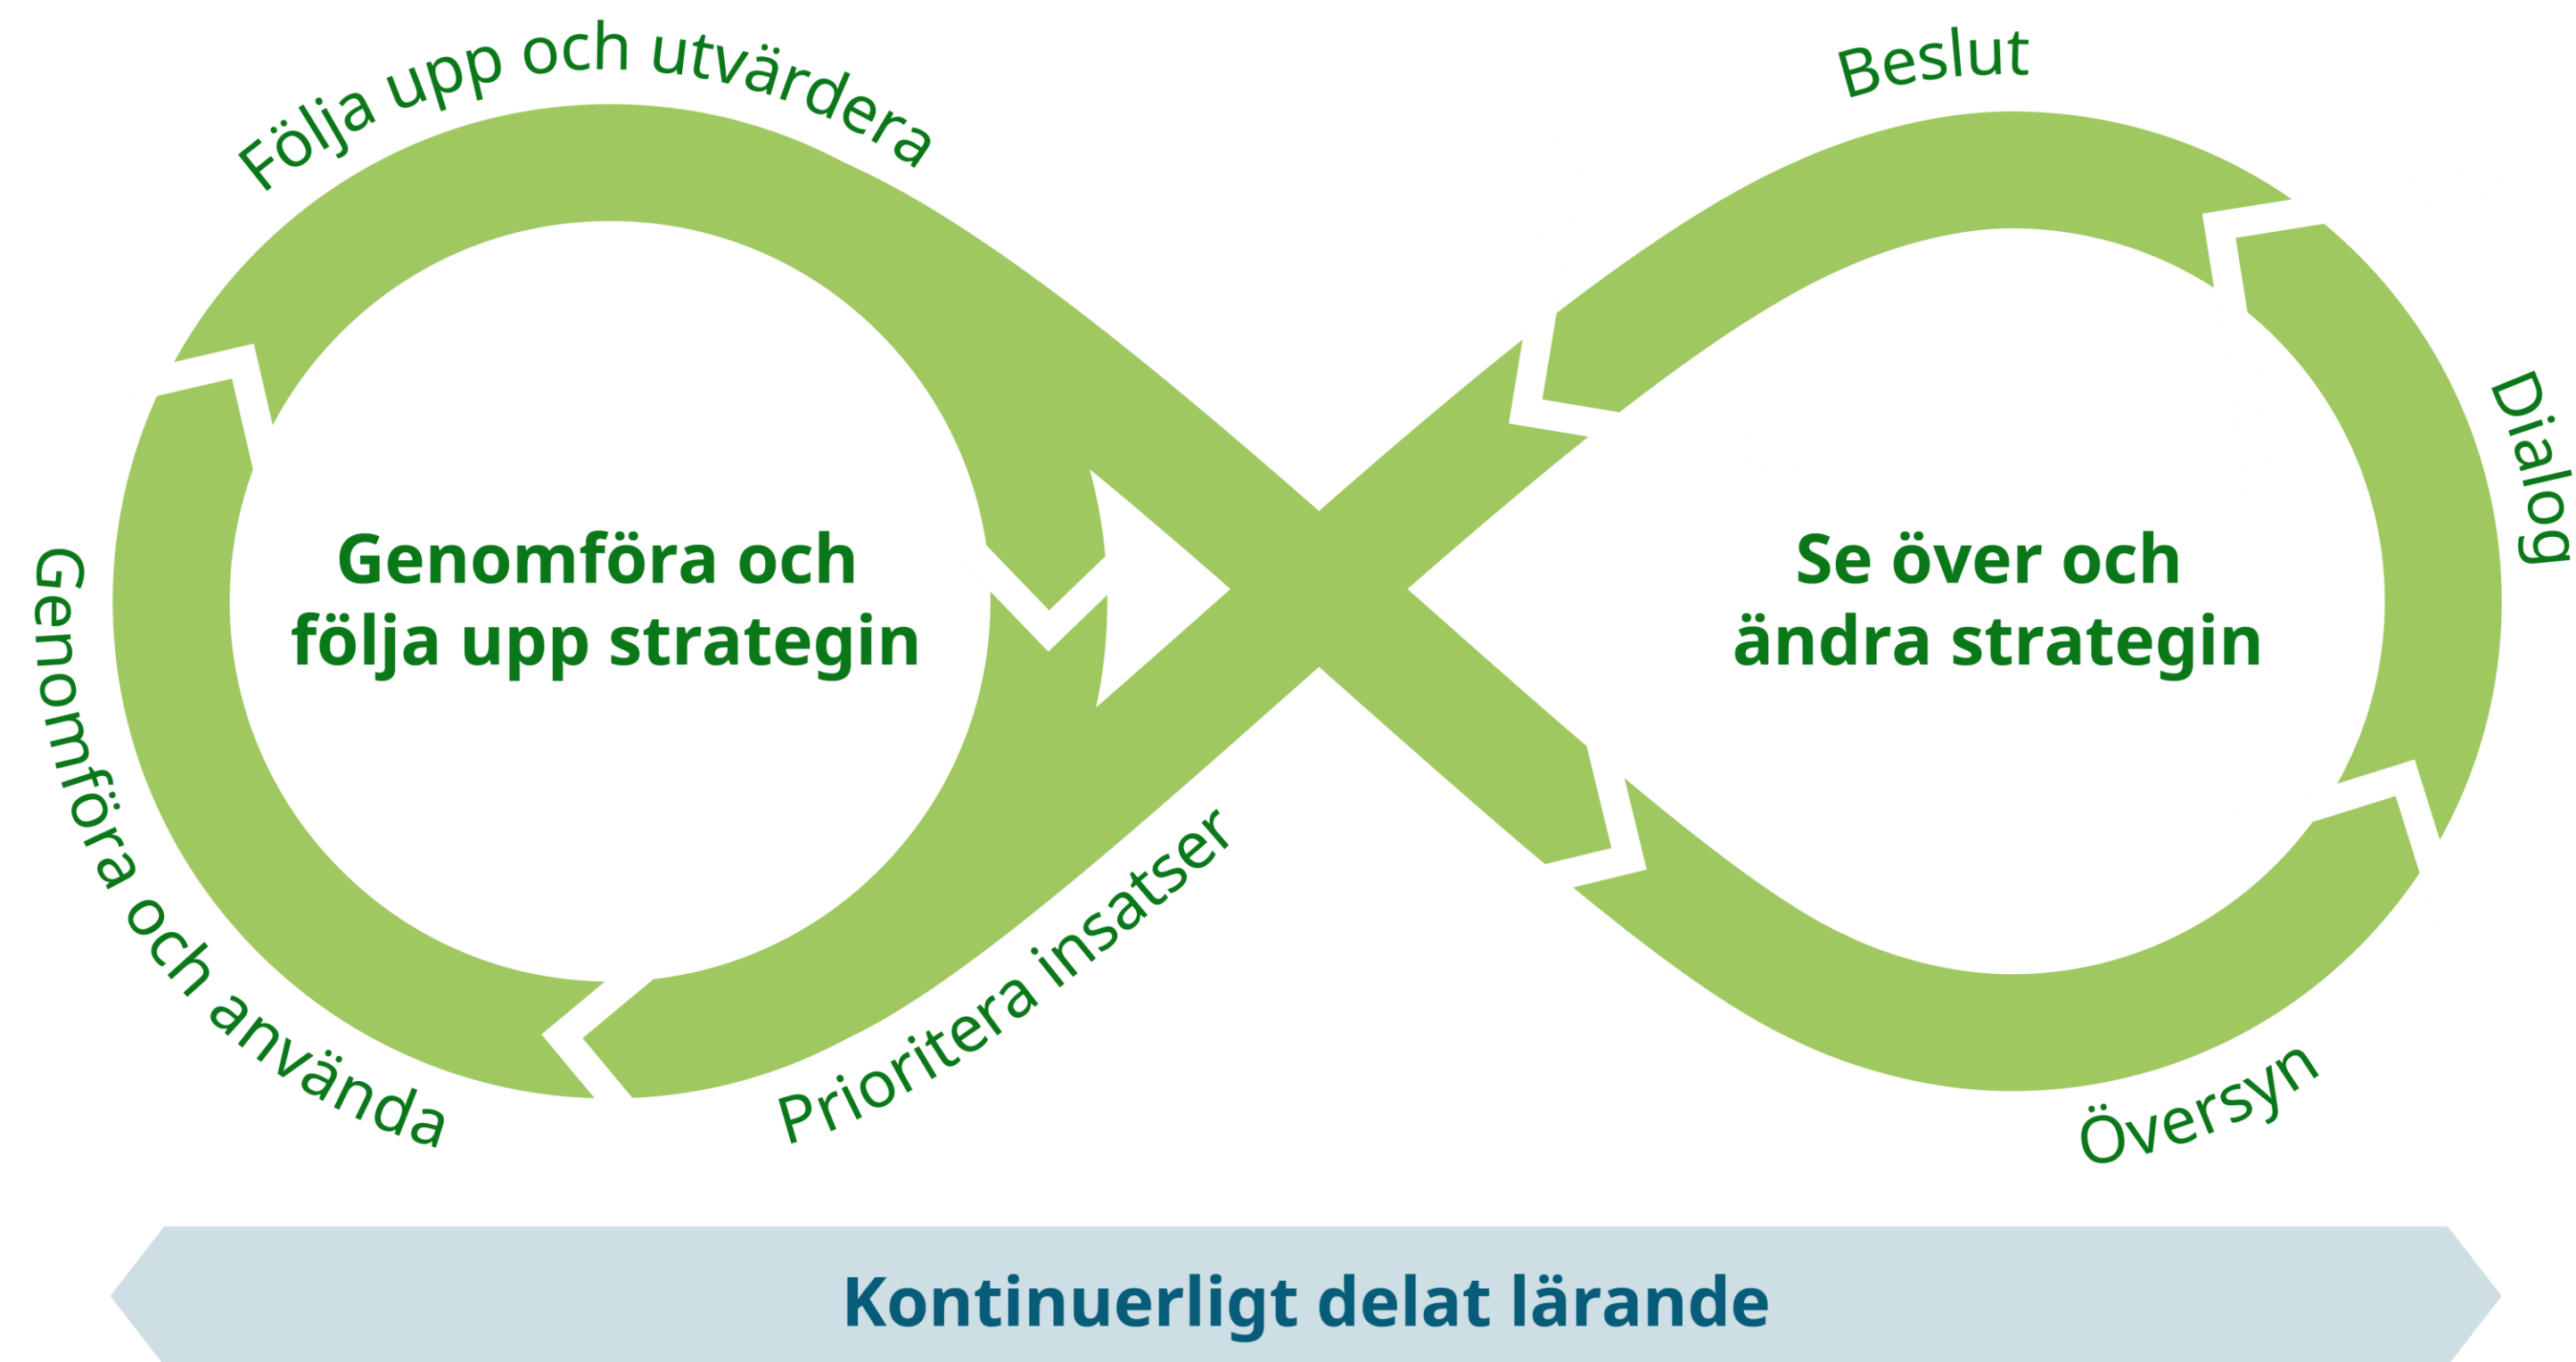 Följa upp och utvärdera
Beslut
Dialog
Genomföra och
följa upp strategin
Se över och
ändra strategin
Genomföra och använda
Prioritera insatser
Översyn
Kontinuerligt delat lärande